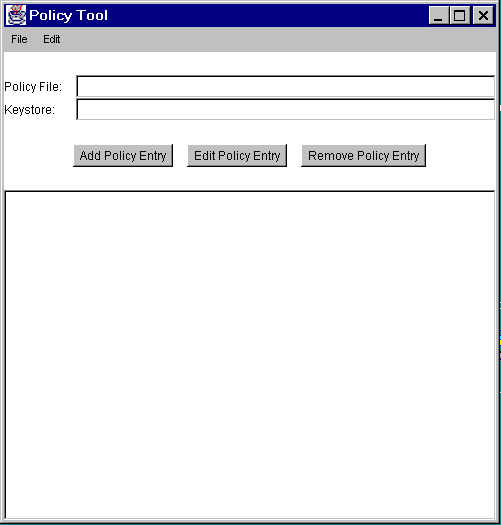 Policy Tool
File Edit
Policy File:
Keystore:
Add Policy Entry Edit Policy Entry Remove Policy Entry